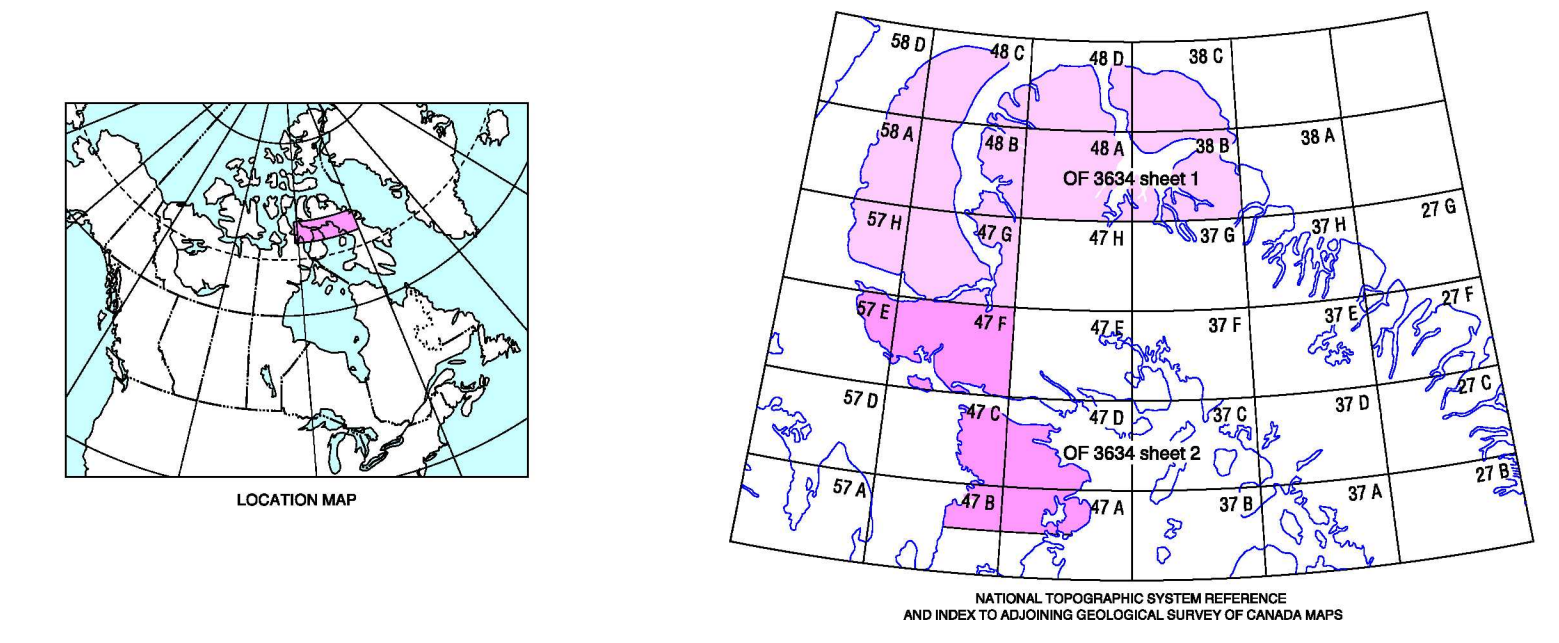 LOCATION MAP
58 D
48 C
48 D
38 C
58 A
48 B
48 A
38 B
38 A
OF 3634 sheet 1
57 H
47 G
47 H
37 G
37 H
27 G
57 E
47 F
47 E
37 F
37 E
27 F
57 D
47 C
47 D
37 C
37 D
27 C
OF 3634 sheet 2
57 A
47 B
47 A
37 B
37 A
27 B
NATIONAL TOPOGRAPHIC SYSTEM REFERENCE
AND INDEX TO ADJOINING GEOLOGICAL SURVEY OF CANADA MAPS